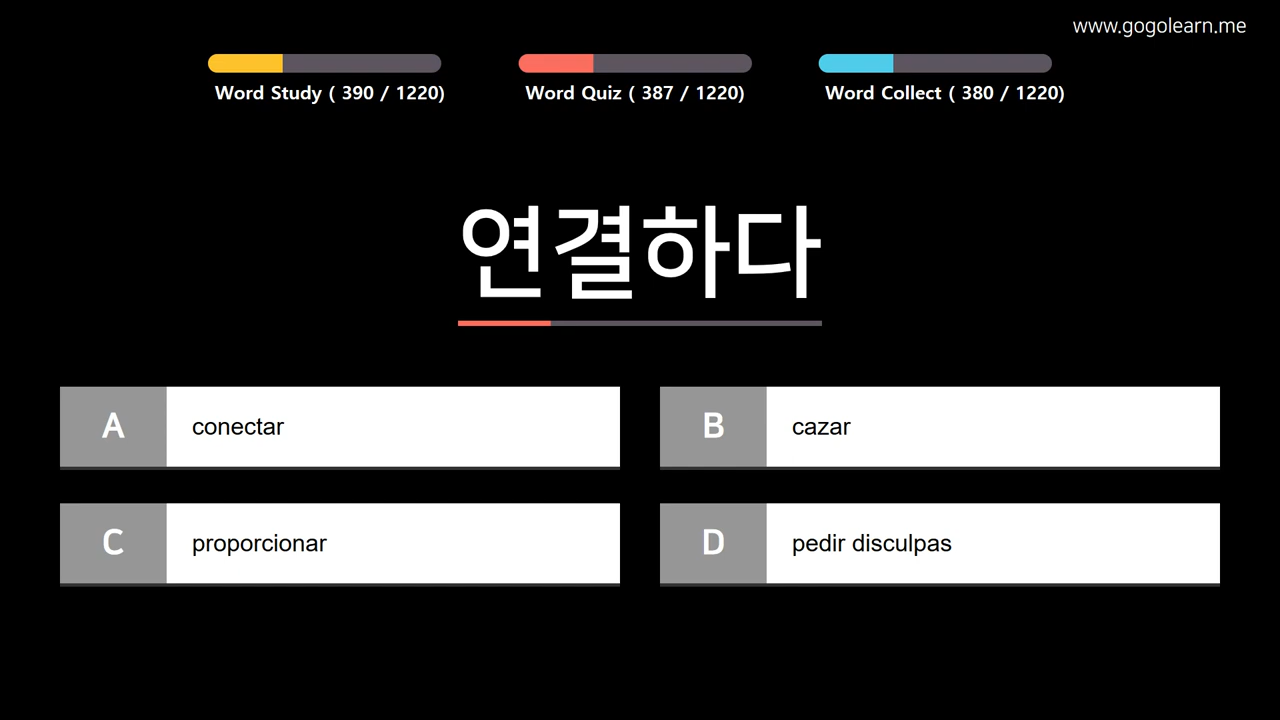 www.gogolearn.me
Word Study ( 390 / 1220)
Word Quiz ( 387 / 1220)
Word Collect ( 380 / 1220)
연결하다
A conectar
B cazar
C proporcionar
D pedir disculpas